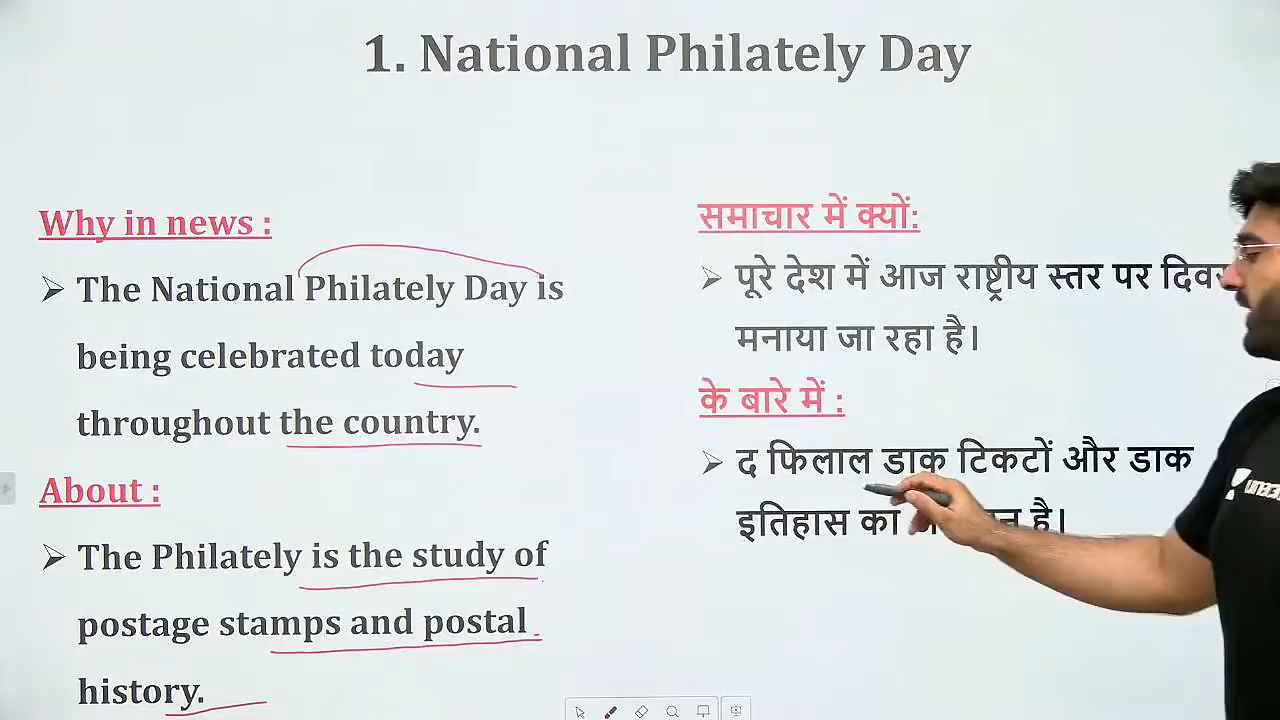 1. National Philately Day
Why in news :
➢ The National Philately Day is
being celebrated today
throughout the country.
About :
➢ The Philately is the study of
postage stamps and postal
history.
समाचार में क्यों:
➢ पूरे देश में आज राष्ट्रीय स्तर पर
मनाया जा रहा है।
के बारे में :
➢ द फिलाल डाक टिकटों और डाक
इतिहास का है।